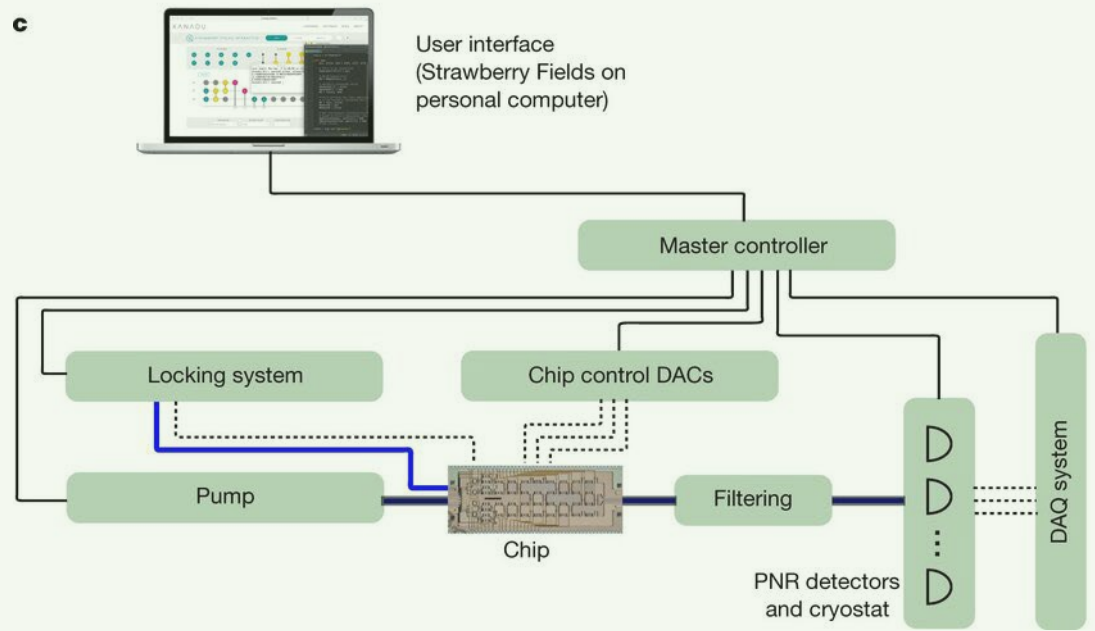 c
XANADU
User interface
(Strawberry Fields on
personal computer)
Master controller
Locking system
Chip control DACs
Pump
Chip
Filtering
PNR detectors
and cryostat
DAQ system